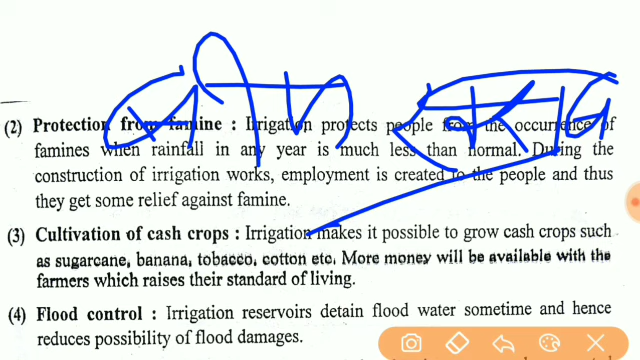 (2) Protection from famine : Irrigation protects people from the occurrence of
famines when rainfall in any year is much less than normal. During the
construction of irrigation works, employment is created to the people and thus
they get some relief against famine.
(3) Cultivation of cash crops : Irrigation makes it possible to grow cash crops such
as sugarcane, banana, tobacco, cotton etc. More money will be available with the
farmers which raises their standard of living.
(4) Flood control : Irrigation reservoirs detain flood water sometime and hence
reduces possibility of flood damages.